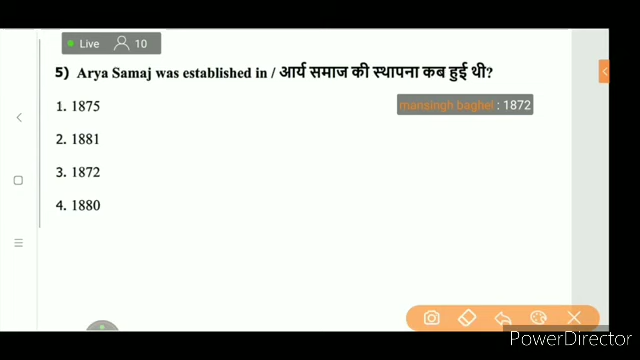 Live 10
5) Arya Samaj was established in / आर्य समाज की स्थापना कब हुई थी?
1. 1875
mansingh baghel : 1872
2. 1881
3. 1872
4. 1880
PowerDirector